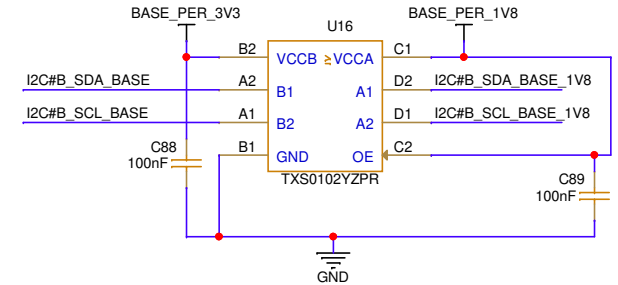 BASE_PER_3V3 BASE_PER_1V8
U16
B2 VCCB ≥ VCCA C1
I2C#B_SDA_BASE A2 B1 A1 D2 I2C#B_SDA_BASE_1V8
I2C#B_SCL_BASE A1 B2 A2 D1 I2C#B_SCL_BASE_1V8
B1 GND OE C2
C88
100nF
TXS0102YZPR
C89
100nF
GND